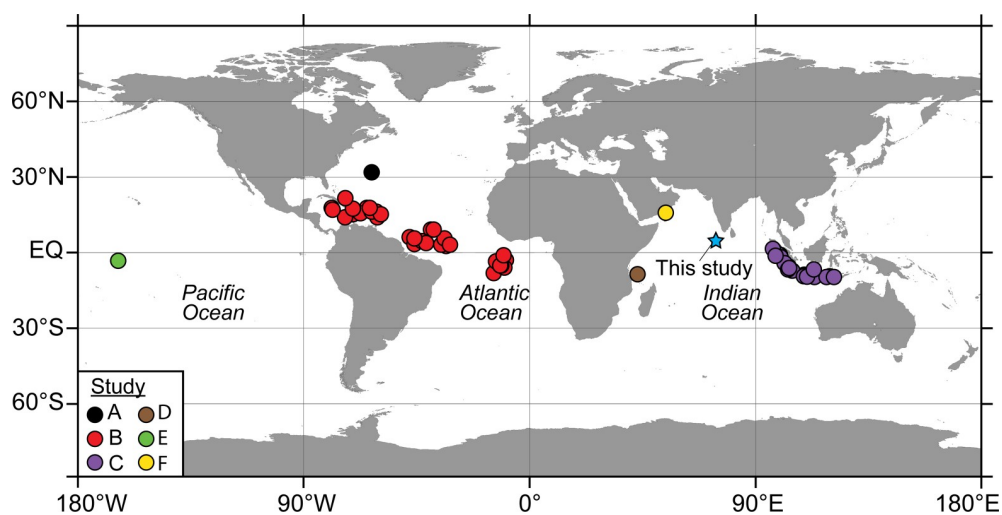 60°N
30°N
EQ
30°S
60°S
This study
Pacific
Ocean
Atlantic
Ocean
Indian
Ocean
Study
A D
B E
C F
180°W 90°W 0° 90°E 180°E